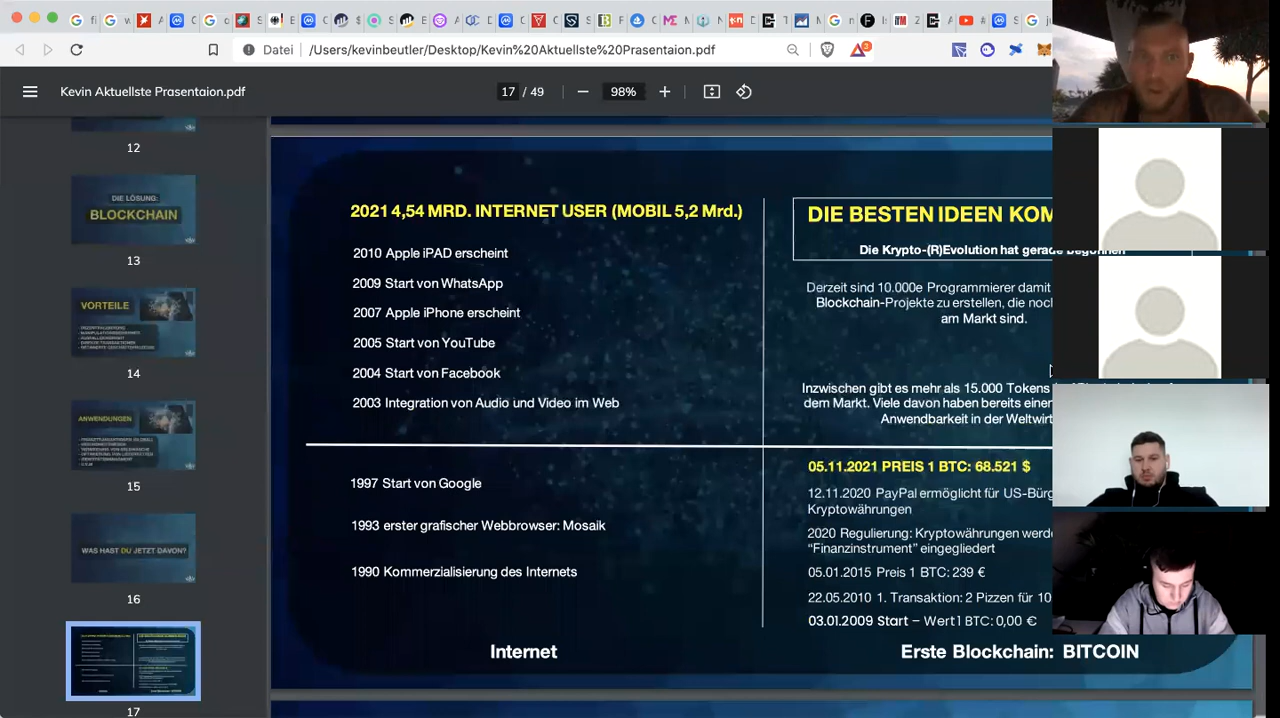 Datei
/Users/kevinbeutler/Desktop/Kevin%20Aktuellste%20Prasentaion.pdf
Kevin Aktuellste Prasentaion.pdf
17 / 49
98%
12
DIE LÖSUNG:
BLOCKCHAIN
13
VORTEILE
14
ANWENDUNGEN
15
WAS HAST DU JETZT DAVON?
16
17
2021 4,54 MRD. INTERNET USER (MOBIL 5,2 Mrd.)
2010 Apple iPAD erscheint
2009 Start von WhatsApp
2007 Apple iPhone erscheint
2005 Start von YouTube
2004 Start von Facebook
2003 Integration von Audio und Video im Web
1997 Start von Google
1993 erster grafischer Webbrowser: Mosaik
1990 Kommerzialisierung des Internets
Internet
DIE BESTEN IDEEN KOM
Die Krypto-(R)Evolution hat gerade begonnen
Derzeit sind 10.000e Programmierer damit
Blockchain-Projekte zu erstellen, die noch
am Markt sind.
Inzwischen gibt es mehr als 15.000 Tokens
dem Markt. Viele davon haben bereits einen
Anwendbarkeit in der Weltwirt
05.11.2021 PREIS 1 BTC: 68.521 $
12.11.2020 PayPal ermöglicht für US-Bürg
Kryptowährungen
2020 Regulierung: Kryptowährungen werde
“Finanzinstrument” eingegliedert
05.01.2015 Preis 1 BTC: 239 €
22.05.2010 1. Transaktion: 2 Pizzen für 10
03.01.2009 Start – Wert 1 BTC: 0,00 €
Erste Blockchain: BITCOIN